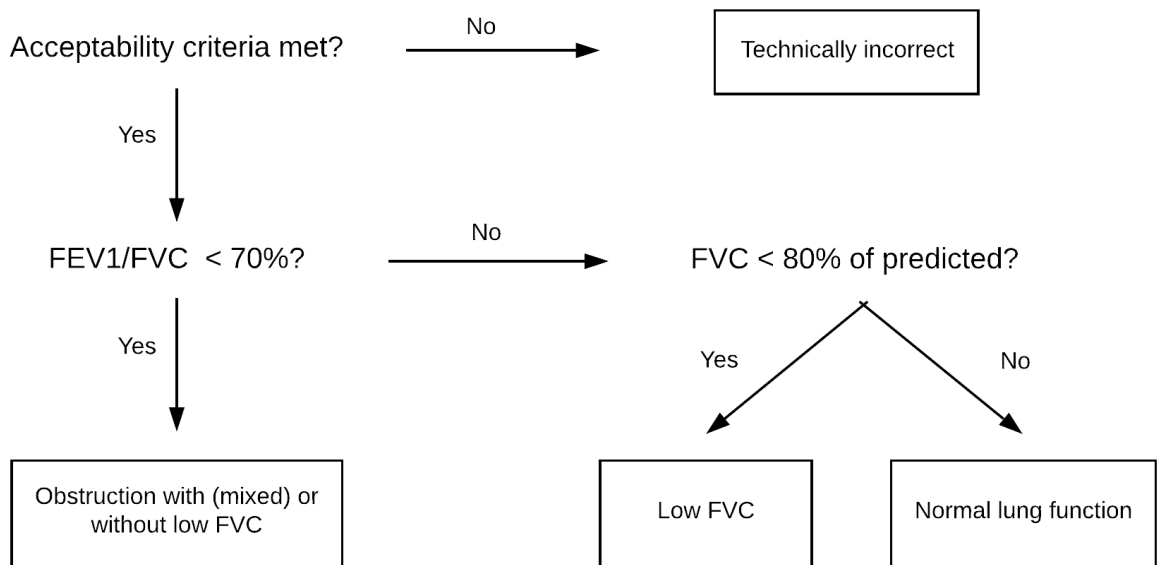 Acceptability criteria met?
No
Technically incorrect
Yes
FEV1/FVC < 70%?
No
FVC < 80% of predicted?
Yes
Yes
No
Obstruction with (mixed) or
without low FVC
Low FVC
Normal lung function